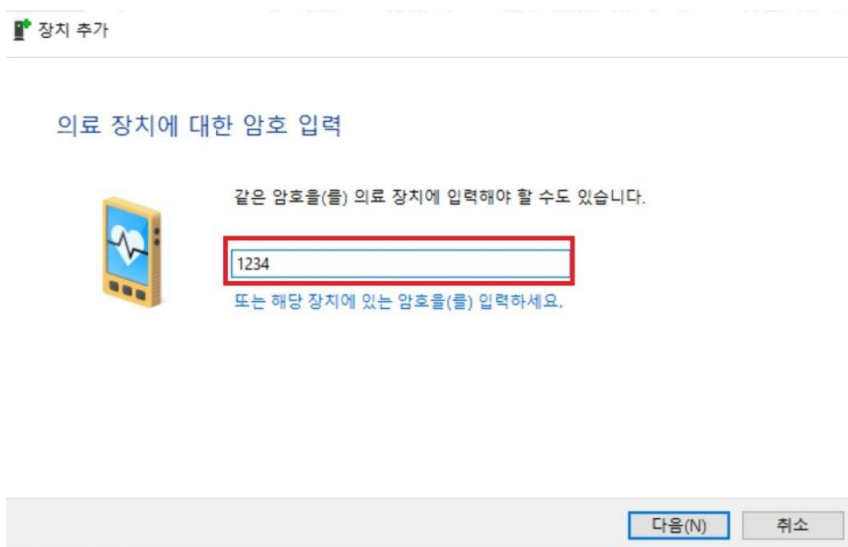 장치 추가
의료 장치에 대한 암호 입력
같은 암호을(를) 의료 장치에 입력해야 할 수도 있습니다.
1234
또는 해당 장치에 있는 암호을(를) 입력하세요.
다음(N) 취소